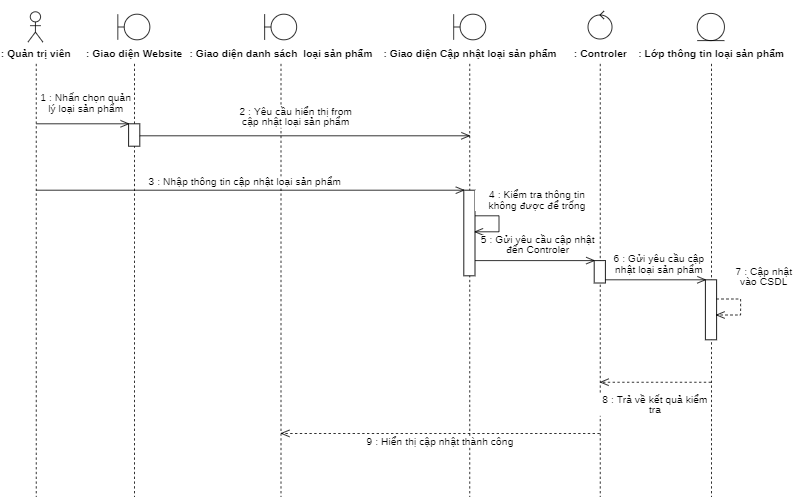 : Quản trị viên
: Giao diện Website
: Giao diện danh sách loại sản phẩm
: Giao diện Cập nhật loại sản phẩm
: Controler
: Lớp thông tin loại sản phẩm
1 : Nhấn chọn quản
lý loại sản phẩm
2 : Yêu cầu hiển thị from
cập nhật loại sản phẩm
3 : Nhập thông tin cập nhật loại sản phẩm
4 : Kiểm tra thông tin
không được để trống
5 : Gửi yêu cầu cập nhật
đến Controler
6 : Gửi yêu cầu cập
nhật loại sản phẩm
7 : Cập nhật
vào CSDL
8 : Trả về kết quả kiểm
tra
9 : Hiển thị cập nhật thành công